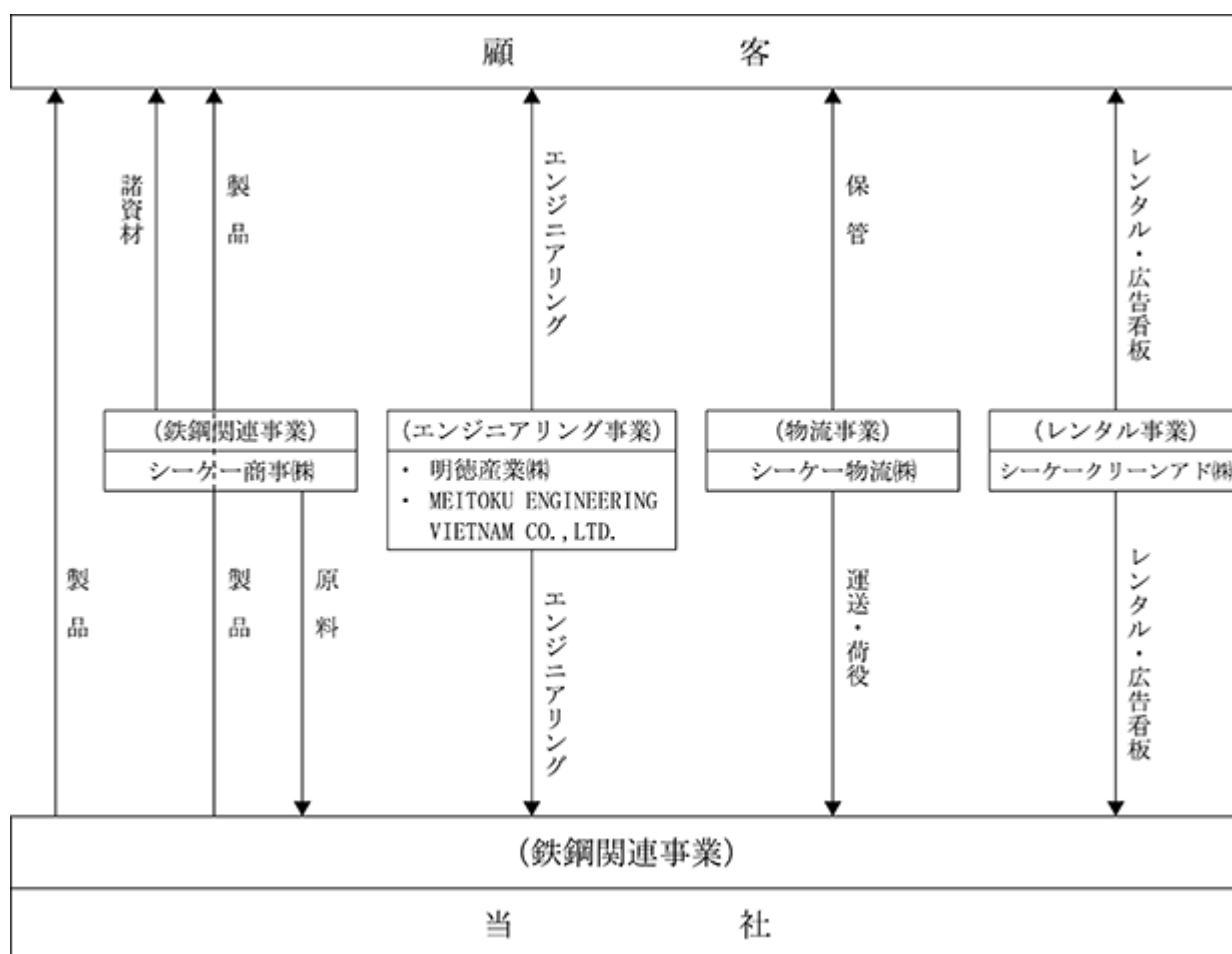 顧客
諸資材
製品
エンジニアリング
保管
レンタル・広告看板
(鉄鋼関連事業)
シーケー商事㈱
(エンジニアリング事業)
・ 明徳産業㈱
・ MEITOKU ENGINEERING
VIETNAM CO.,LTD.
(物流事業)
シーケー物流㈱
(レンタル事業)
シーケークリーンアド㈱
製品
製品
原料
エンジニアリング
運送・荷役
レンタル・広告看板
(鉄鋼関連事業)
当社